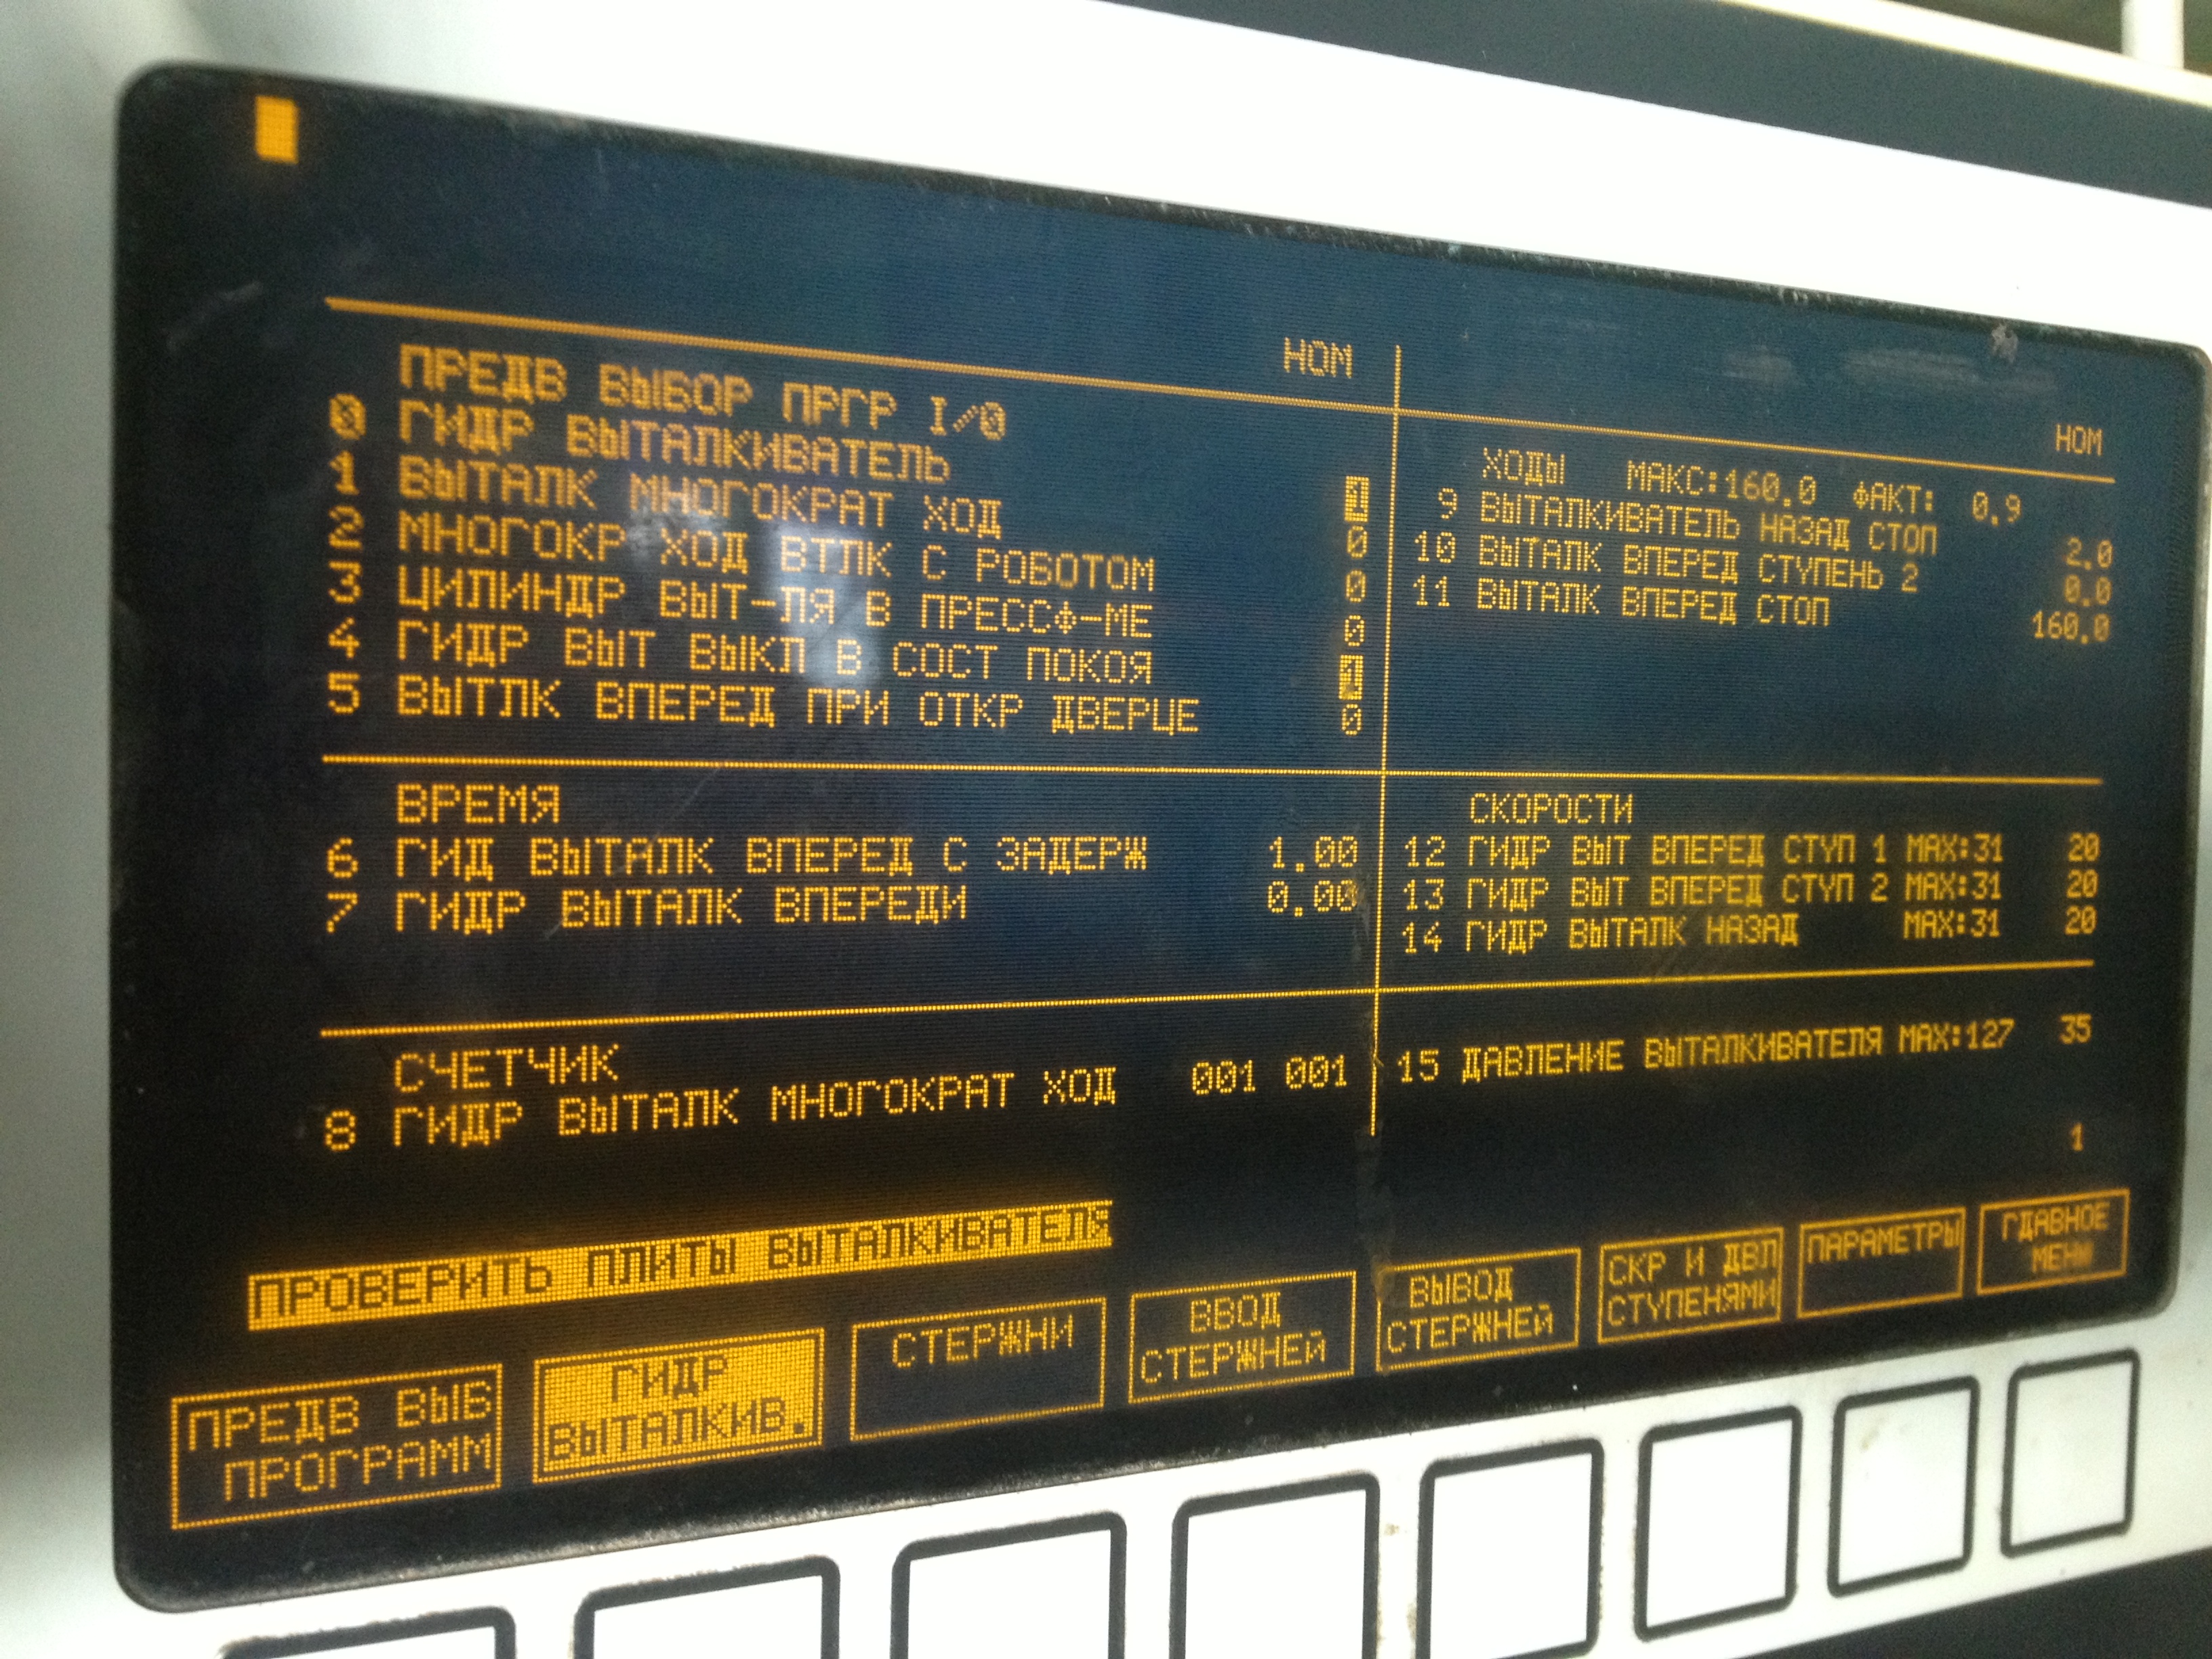 НОМ
ПРЕДВ ВЫБОР ПРГР I/0
0 ГИДР ВЫТАЛКИВАТЕЛЬ
1 ВЫТАЛК МНОГОКРАТ ХОД 0
2 МНОГОКР ХОД ВТЛК С РОБОТОМ 0
3 ЦИЛИНДР ВЫТ-ЛЯ В ПРЕССФ-МЕ 0
4 ГИДР ВЫТ ВЫКЛ В СОСТ ПОКОЯ
5 ВЫТЛК ВПЕРЕД ПРИ ОТКР ДВЕРЦЕ 0
ВРЕМЯ
6 ГИД ВЫТАЛК ВПЕРЕД С ЗАДЕРЖ 1.00
7 ГИДР ВЫТАЛК ВПЕРЕДИ 0.00
СЧЕТЧИК
8 ГИДР ВЫТАЛК МНОГОКРАТ ХОД 001 001
НОМ
ХОДЫ МАКС:160.0 ФАКТ: 0.9
9 ВЫТАЛКИВАТЕЛЬ НАЗАД СТОП 2.0
10 ВЫТАЛК ВПЕРЕД СТУПЕНЬ 2 0.0
11 ВЫТАЛК ВПЕРЕД СТОП 160.0
СКОРОСТИ
12 ГИДР ВЫТ ВПЕРЕД СТУП 1 MAX:31 20
13 ГИДР ВЫТ ВПЕРЕД СТУП 2 MAX:31 20
14 ГИДР ВЫТАЛК НАЗАД MAX:31 20
15 ДАВЛЕНИЕ ВЫТАЛКИВАТЕЛЯ MAX:127 35
1
ПРОВЕРИТЬ ПЛИТЫ ВЫТАЛКИВАТЕЛЯ
ПРЕДВ ВЫБ
ПРОГРАММ
ГИДР
ВЫТАЛКИВ.
СТЕРЖНИ
ВВОД
СТЕРЖНЕЙ
ВЫВОД
СТЕРЖНЕЙ
СКР И ДВЛ
СТУПЕНЯМИ
ПАРАМЕТРЫ
ГДАВНОЕ
МЕНЮ